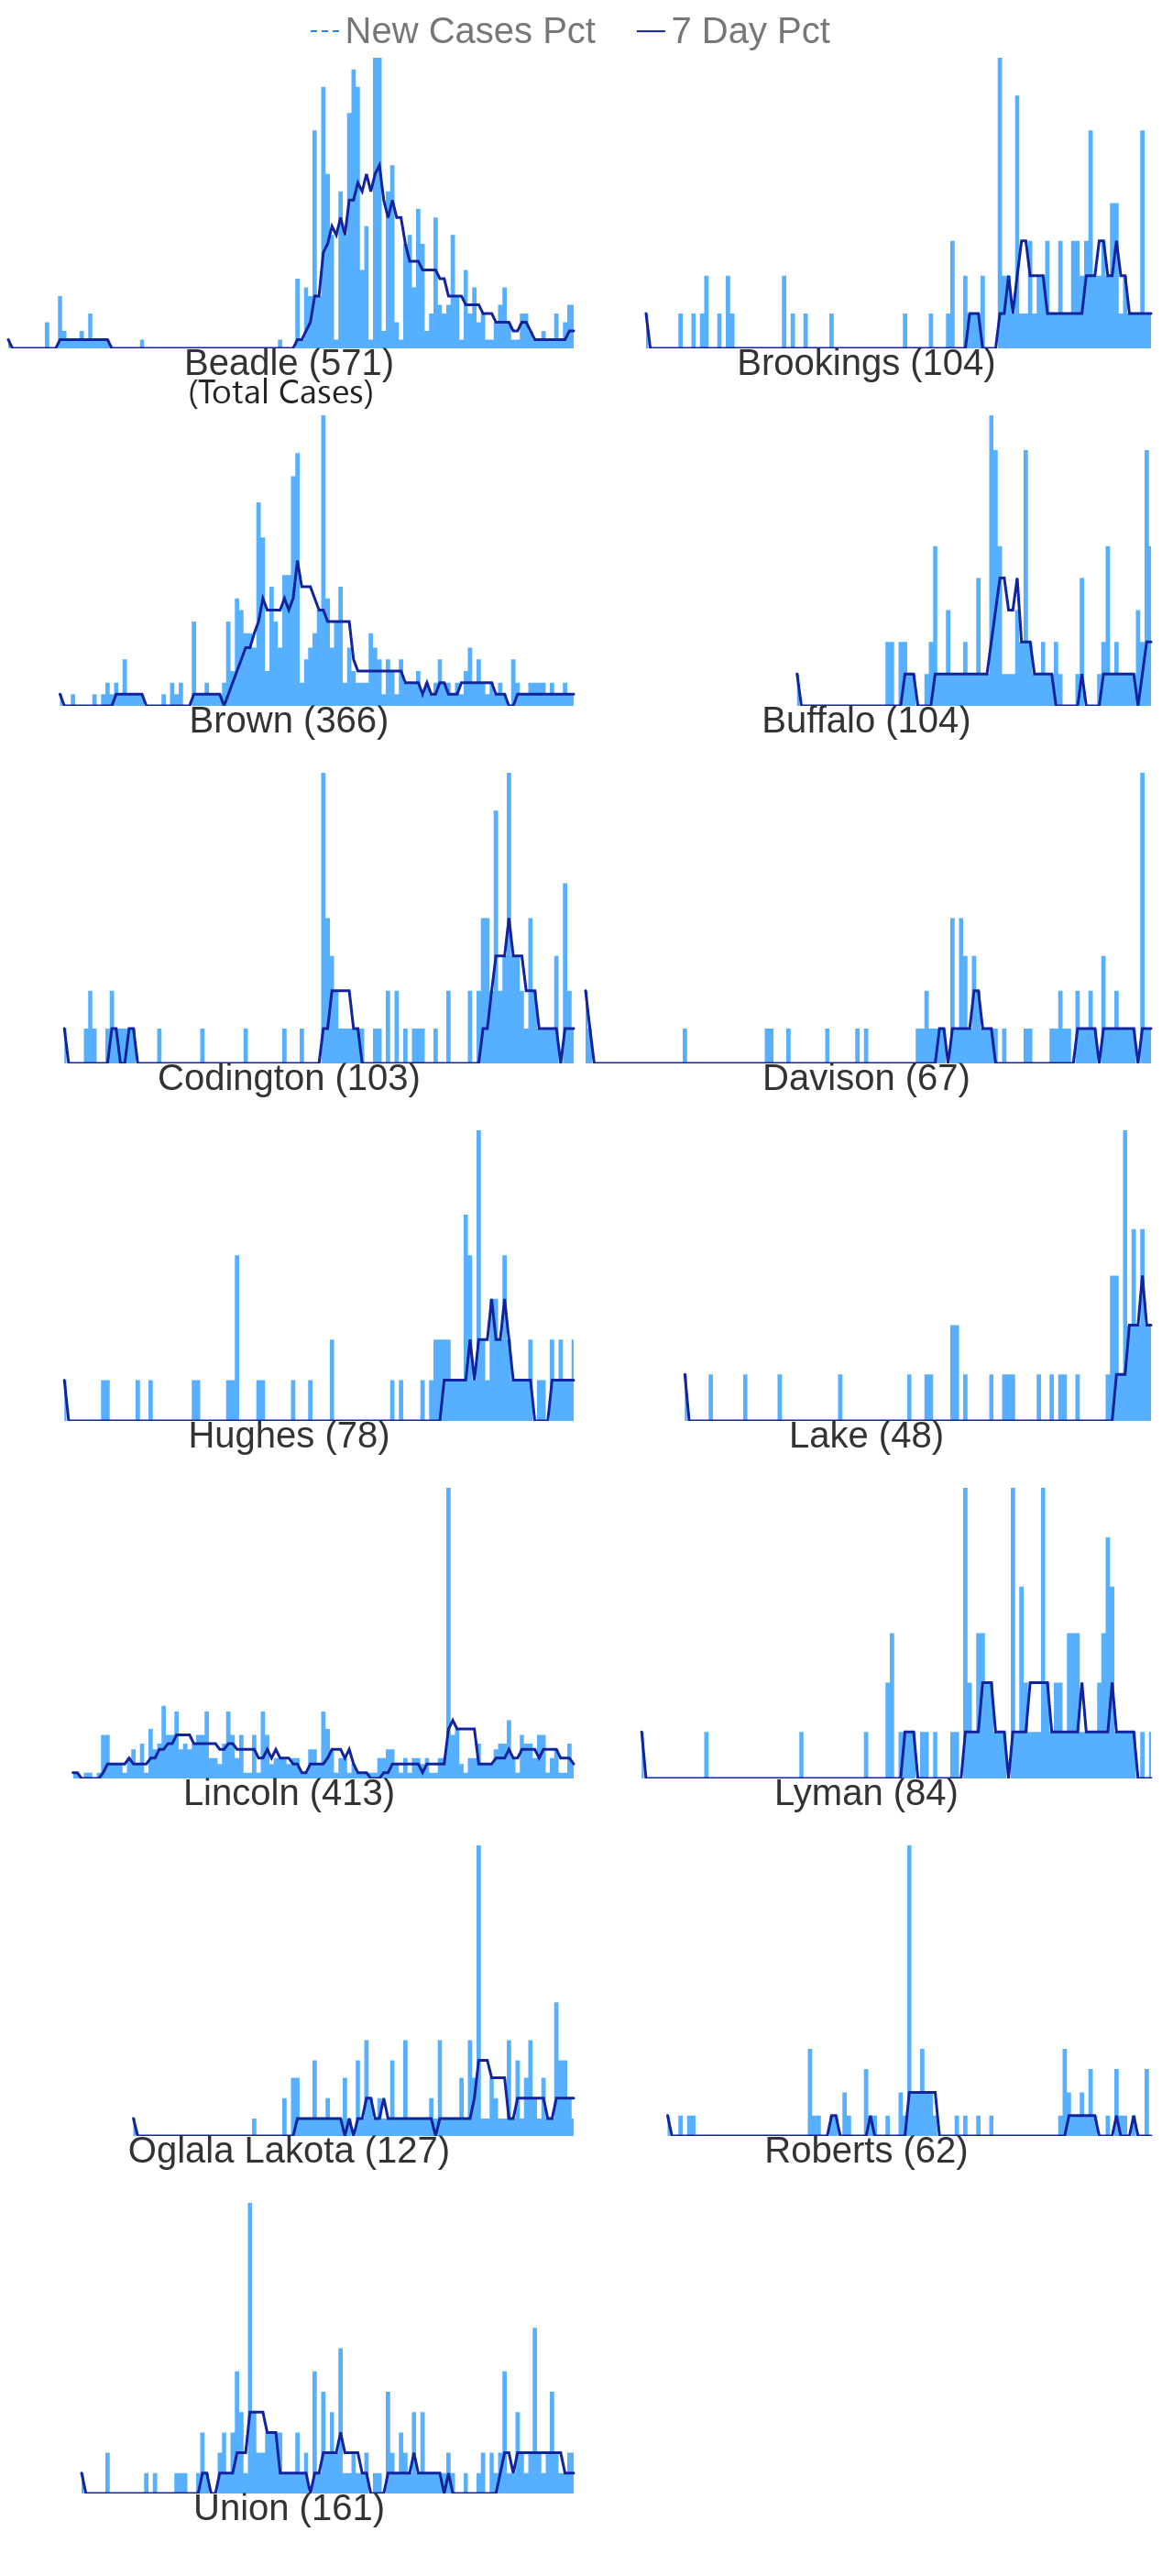 New Cases Pct 7 Day Pct
Beadle (571) Brookings (104)
(Total Cases)
Brown (366) Buffalo (104)
Codington (103) Davison (67)
Hughes (78) Lake (48)
Lincoln (413) Lyman (84)
Oglala Lakota (127) Roberts (62)
Union (161)